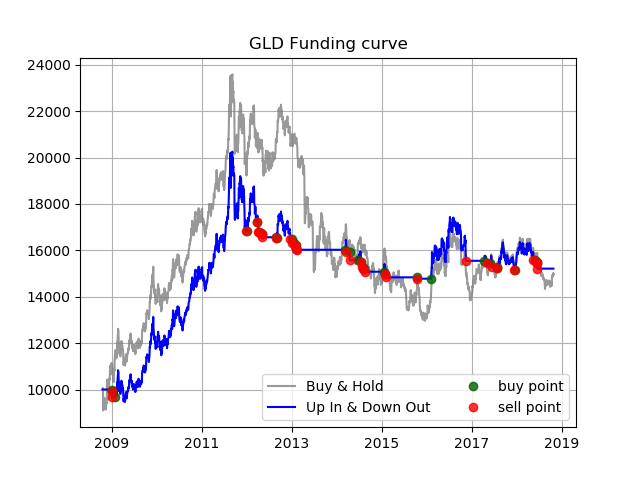 GLD Funding curve
24000
22000
20000
18000
16000
14000
12000
10000
Buy & Hold
Up In & Down Out
buy point
sell point
2009 2011 2013 2015 2017 2019